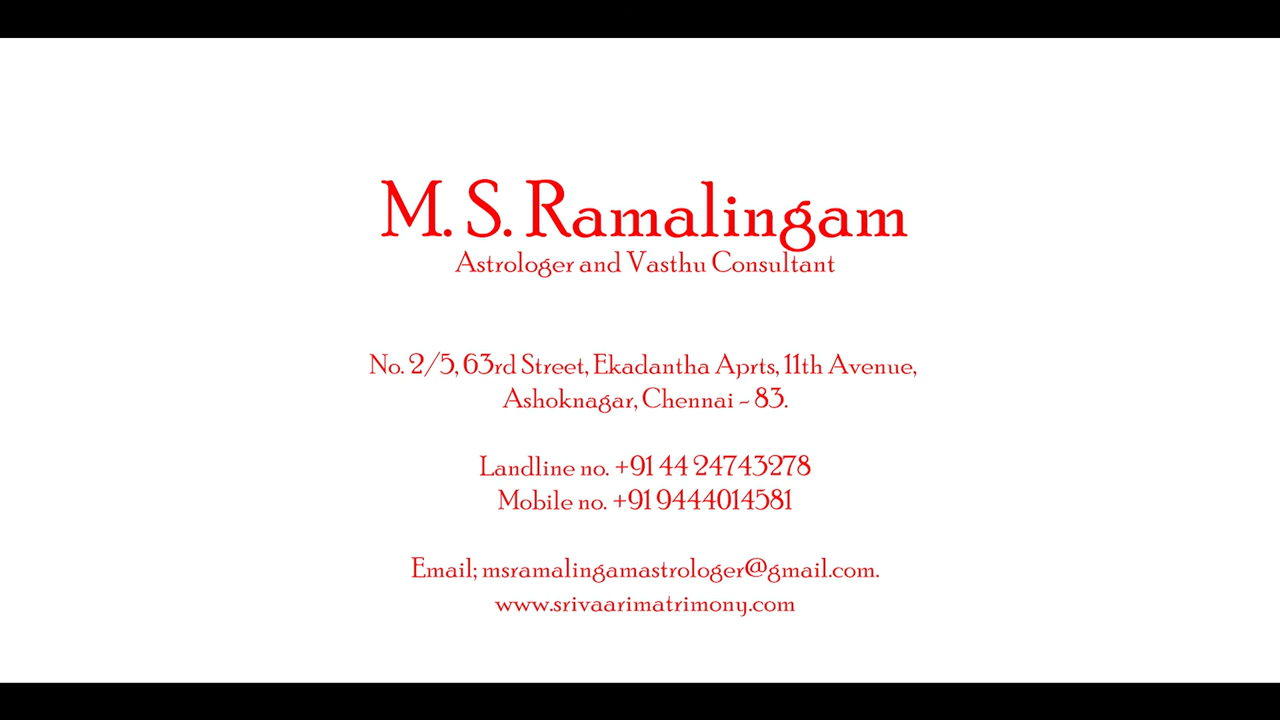 M. S. Ramalingam
Astrologer and Vasthu Consultant
No. 2/5, 63rd Street, Ekadantha Aprts, 11th Avenue,
Ashoknagar, Chennai - 83.
Landline no. +91 44 24743278
Mobile no. +91 9444014581
Email; msramalingamastrologer@gmail.com.
www.srivaarimatrimony.com